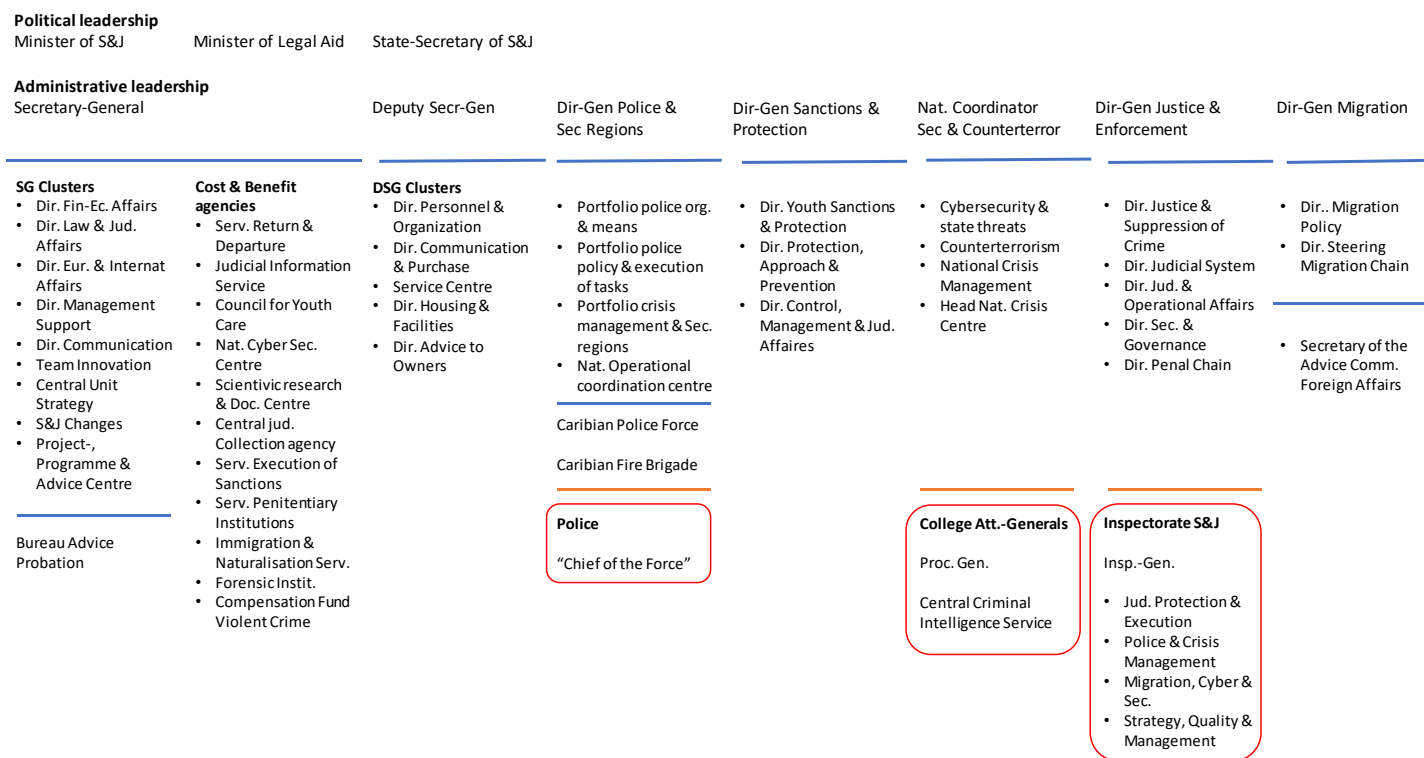 Political leadership
Minister of S&J
Minister of Legal Aid
State-Secretary of S&J
Administrative leadership
Secretary-General
Deputy Secr-Gen
Dir-Gen Police &
Sec Regions
Dir-Gen Sanctions &
Protection
Nat. Coordinator
Sec & Counterterror
Dir-Gen Justice &
Enforcement
Dir-Gen Migration
SG Clusters
• Dir. Fin-Ec. Affairs
• Dir. Law & Jud.
Affairs
• Dir. Eur. & Internat
Affairs
• Dir. Management
Support
• Dir. Communication
• Team Innovation
• Central Unit
Strategy
• S&J Changes
• Project-,
Programme &
Advice Centre
Bureau Advice
Probation
Cost & Benefit
agencies
• Serv. Return &
Departure
• Judicial Information
Service
• Council for Youth
Care
• Nat. Cyber Sec.
Centre
• Scientivic research
& Doc. Centre
• Central jud.
Collection agency
• Serv. Execution of
Sanctions
• Serv. Penitentiary
Institutions
• Immigration &
Naturalisation Serv.
• Forensic Instit.
• Compensation Fund
Violent Crime
DSG Clusters
• Dir. Personnel &
Organization
• Dir. Communication
& Purchase
• Service Centre
• Dir. Housing &
Facilities
• Dir. Advice to
Owners
• Portfolio police org.
& means
• Portfolio police
policy & execution
of tasks
• Portfolio crisis
management & Sec.
regions
• Nat. Operational
coordination centre
Caribian Police Force
Caribian Fire Brigade
Police
“Chief of the Force”
• Dir. Youth Sanctions
& Protection
• Dir. Protection,
Approach &
Prevention
• Dir. Control,
Management & Jud.
Affaires
• Cybersecurity &
state threats
• Counterterrorism
• National Crisis
Management
• Head Nat. Crisis
Centre
College Att.-Generals
Proc. Gen.
Central Criminal
Intelligence Service
• Dir. Justice &
Suppression of
Crime
• Dir. Judicial System
• Dir. Jud. &
Operational Affairs
• Dir. Sec. &
Governance
• Dir. Penal Chain
Inspectorate S&J
Insp.-Gen.
• Jud. Protection &
Execution
• Police & Crisis
Management
• Migration, Cyber &
Sec.
• Strategy, Quality &
Management
• Dir.. Migration
Policy
• Dir. Steering
Migration Chain
• Secretary of the
Advice Comm.
Foreign Affairs